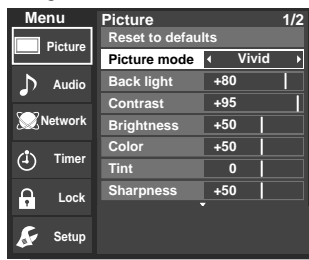 Menu
Picture
Audio
Network
Timer
Lock
Setup
Picture 1/2
Reset to defaults
Picture mode Vivid
Back light +80
Contrast +95
Brightness +50
Color +50
Tint 0
Sharpness +50